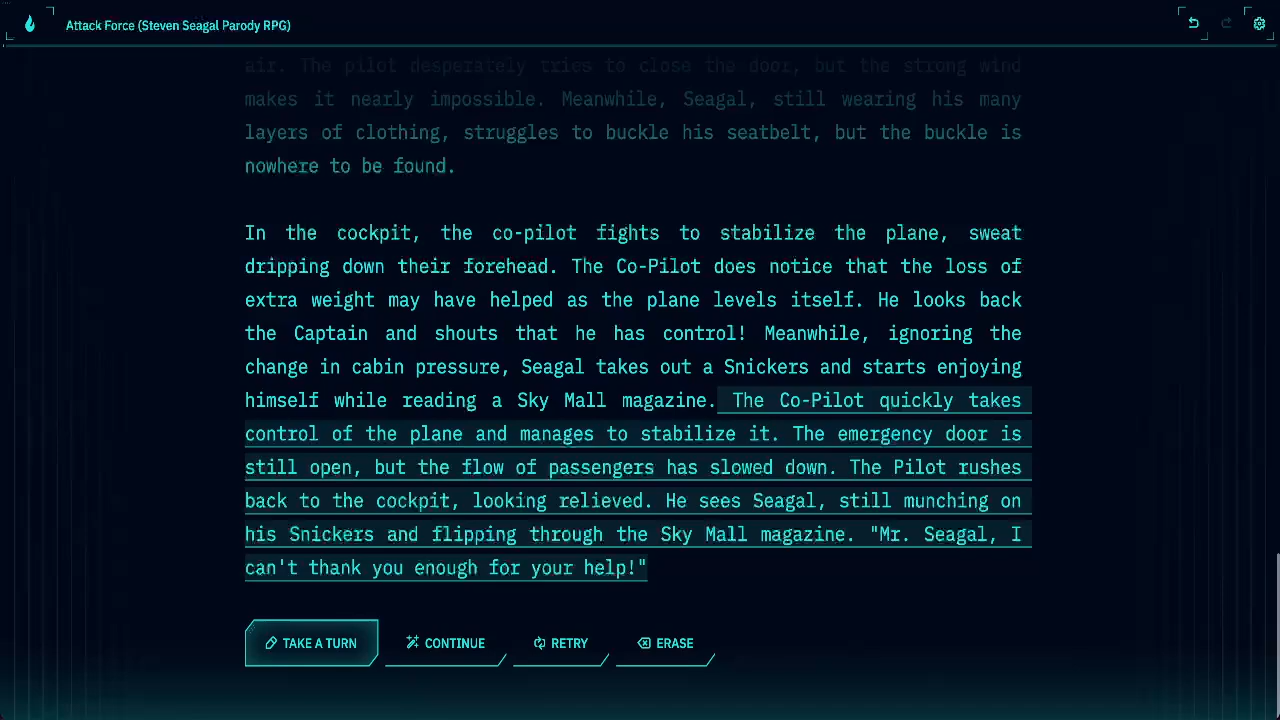 Attack Force (Steven Seagal Parody RPG)
air. The pilot desperately tries to close the door, but the strong wind
makes it nearly impossible. Meanwhile, Seagal, still wearing his many
layers of clothing, struggles to buckle his seatbelt, but the buckle is
nowhere to be found.
In the cockpit, the co-pilot fights to stabilize the plane, sweat
dripping down their forehead. The Co-Pilot does notice that the loss of
extra weight may have helped as the plane levels itself. He looks back
the Captain and shouts that he has control! Meanwhile, ignoring the
change in cabin pressure, Seagal takes out a Snickers and starts enjoying
himself while reading a Sky Mall magazine. The Co-Pilot quickly takes
control of the plane and manages to stabilize it. The emergency door is
still open, but the flow of passengers has slowed down. The Pilot rushes
back to the cockpit, looking relieved. He sees Seagal, still munching on
his Snickers and flipping through the Sky Mall magazine. "Mr. Seagal, I
can't thank you enough for your help!"
TAKE A TURN CONTINUE RETRY ERASE